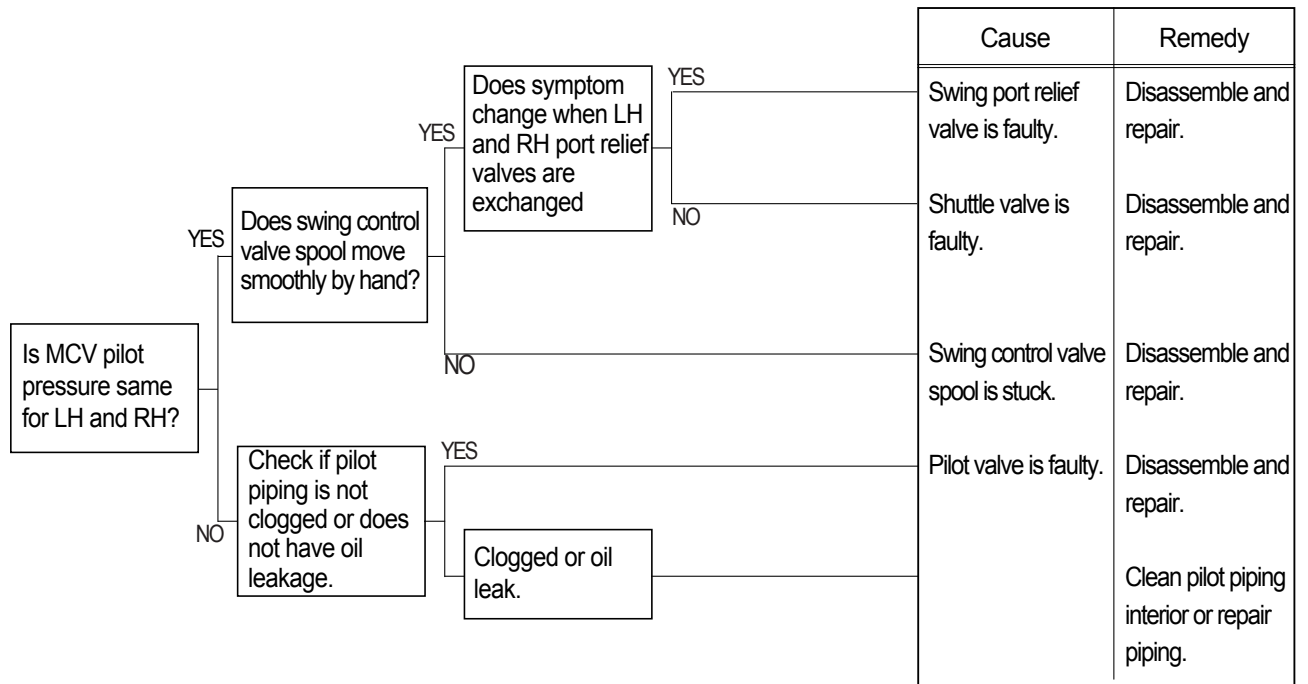 Cause
Remedy
Does symptom
change when LH
and RH port relief
valves are
exchanged
YES
YES
NO
Swing port relief
valve is faulty.
Disassemble and
repair.
Shuttle valve is
faulty.
Disassemble and
repair.
Does swing control
valve spool move
smoothly by hand?
YES
NO
Swing control valve
spool is stuck.
Disassemble and
repair.
Is MCV pilot
pressure same
for LH and RH?
Check if pilot
piping is not
clogged or does
not have oil
leakage.
NO
YES
Pilot valve is faulty.
Disassemble and
repair.
Clogged or oil
leak.
Clean pilot piping
interior or repair
piping.